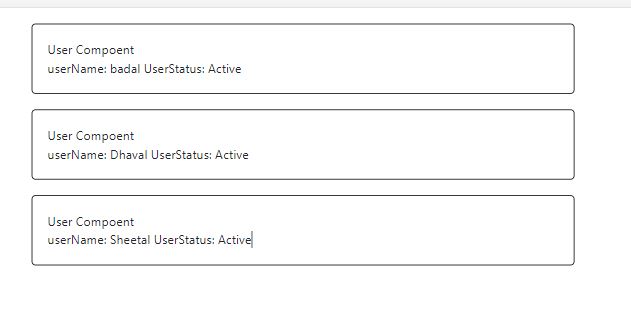 User Compoent
userName: badal UserStatus: Active
User Compoent
userName: Dhaval UserStatus: Active
User Compoent
userName: Sheetal UserStatus: Active